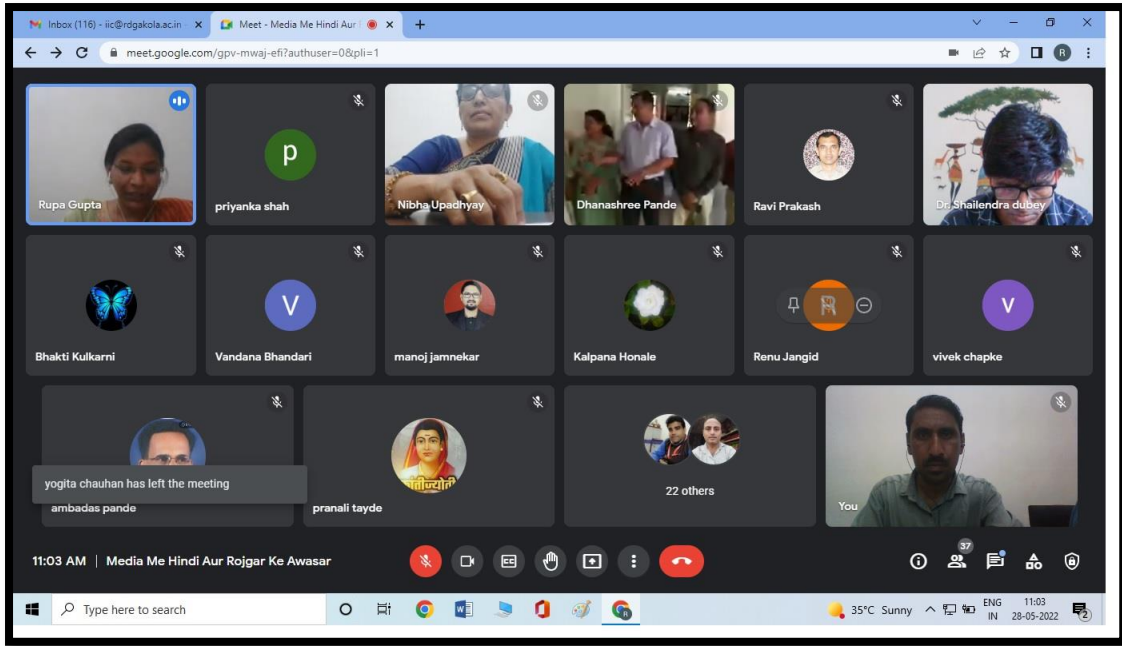 Inbox (116) - iic@rdgakola.ac.in
Meet - Media Me Hindi Aur
meet.google.com/gpv-mwaj-efi?authuser=0&pli=1
R
Rupa Gupta
p
priyanka shah
Nibha Upadhyay
Dhanashree Pande
Ravi Prakash
Dr. Shailendra dubey
Bhakti Kulkarni
V
Vandana Bhandari
manoj jamnekar
Kalpana Honale
R
Renu Jangid
v
vivek chapke
yogita chauhan has left the meeting
ambadas pande
pranali tayde
22 others
You
11:03 AM | Media Me Hindi Aur Rojgar Ke Awasar
CC
37
Type here to search
35°C Sunny
ENG
IN
11:03
28-05-2022
2